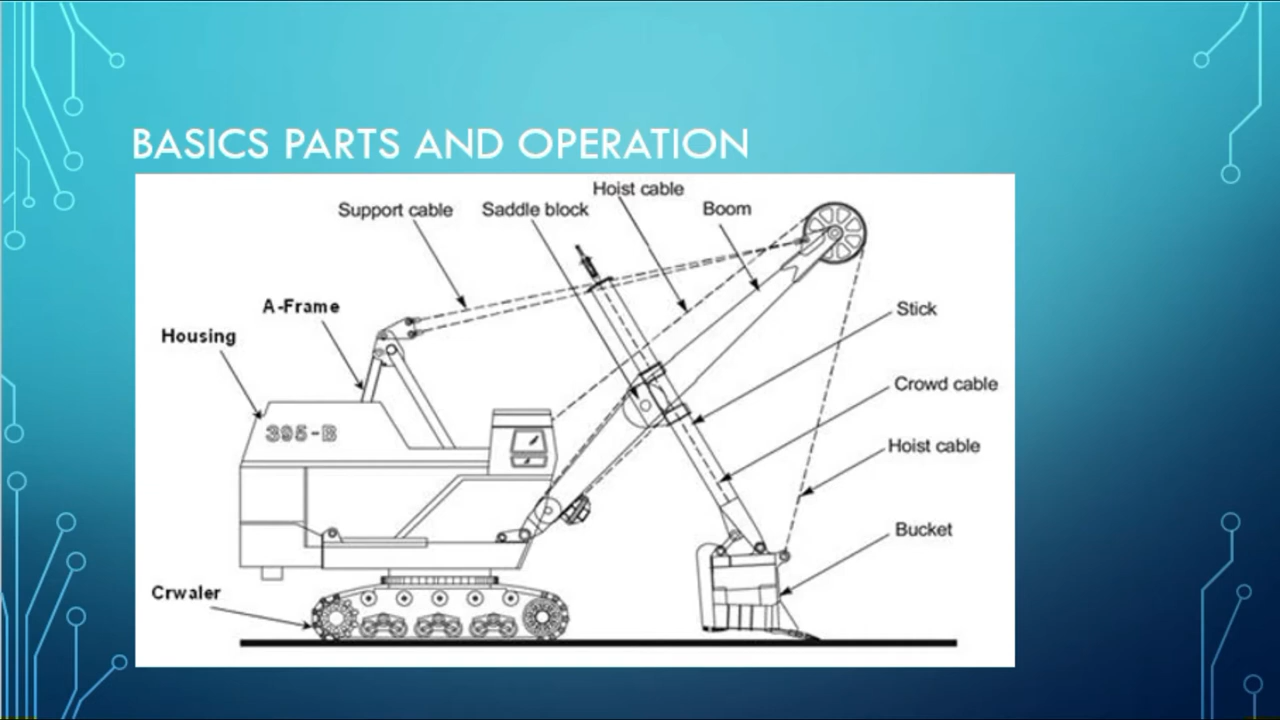 BASICS PARTS AND OPERATION
Hoist cable
Support cable
Saddle block
Boom
A-Frame
Stick
Housing
Crowd cable
395-B
Hoist cable
Bucket
Crwaler